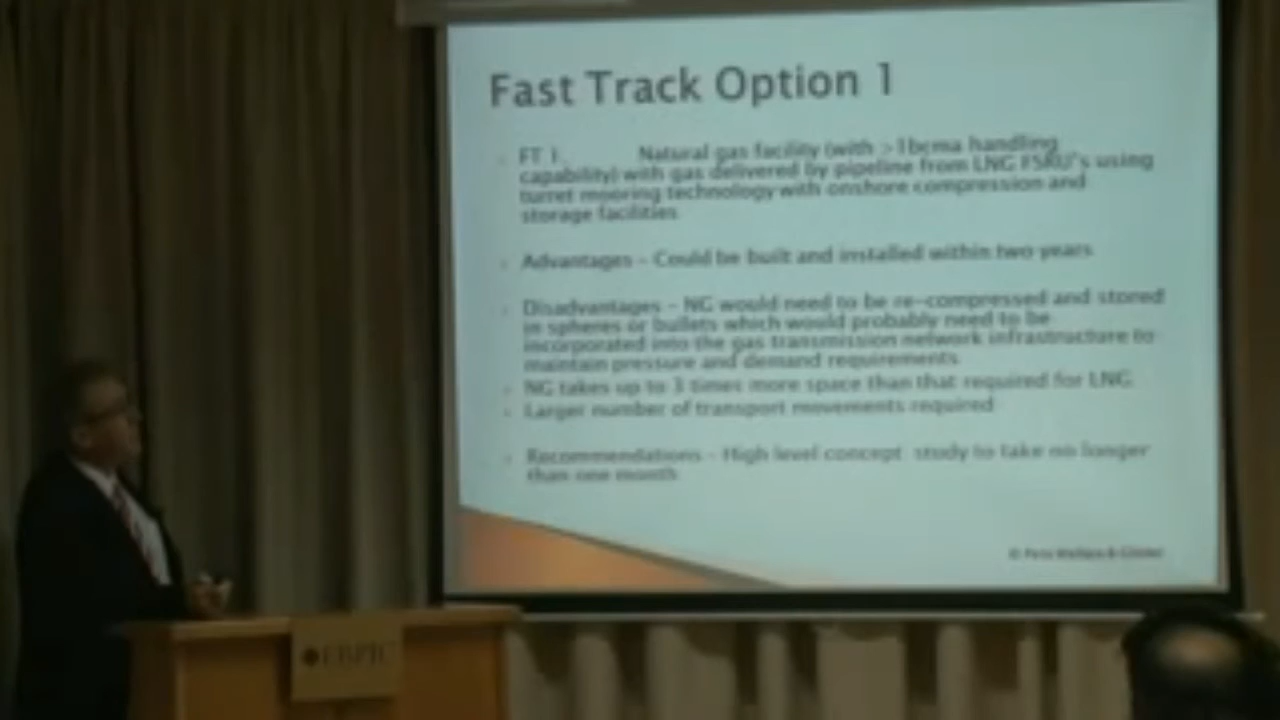 Fast Track Option 1
FT 1. Natural gas facility (with >1bcma handling
capability) with gas delivered by pipeline from LNG FSRU's using
turret mooring technology with onshore compression and
storage facilities
Advantages - Could be built and installed within two years
Disadvantages - NG would need to be re-compressed and stored
in spheres or bullets which would probably need to be
incorporated into the gas transmission network infrastructure to
maintain pressure and demand requirements
NG takes up to 3 times more space than that required for LNG
Larger number of transport movements required
Recommendations - High level concept study to take no longer
than one month
© Pete Wallace